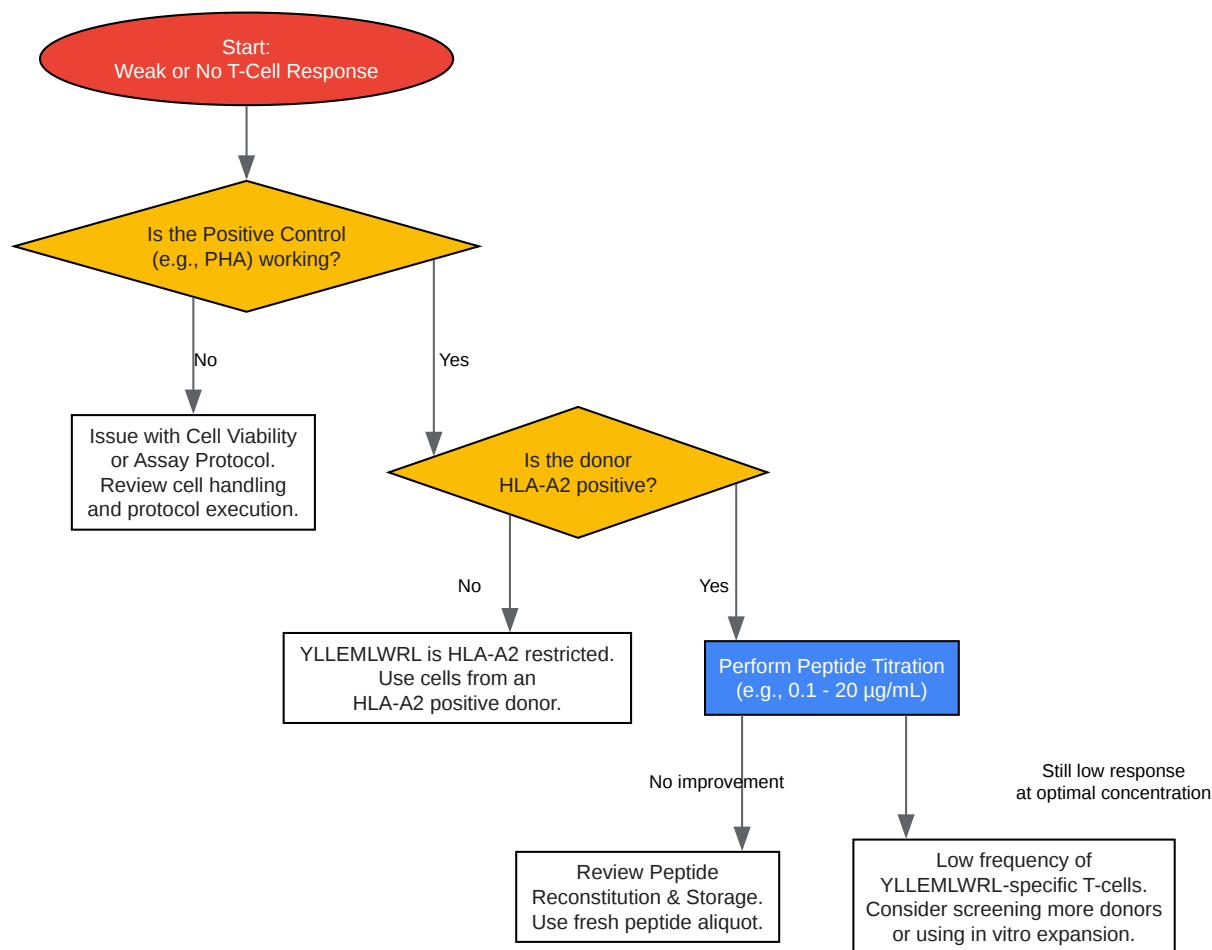 Start:
Weak or No T-Cell Response
Is the Positive Control
(e.g., PHA) working?
No
Yes
Issue with Cell Viability
or Assay Protocol.
Review cell handling
and protocol execution.
Is the donor
HLA-A2 positive?
No
Yes
YLLEMLWRL is HLA-A2 restricted.
Use cells from an
HLA-A2 positive donor.
Perform Peptide Titration
(e.g., 0.1 - 20 µg/mL)
No improvement
Still low response
at optimal concentration
Review Peptide
Reconstitution & Storage.
Use fresh peptide aliquot.
Low frequency of
YLLEMLWRL-specific T-cells.
Consider screening more donors
or using in vitro expansion.